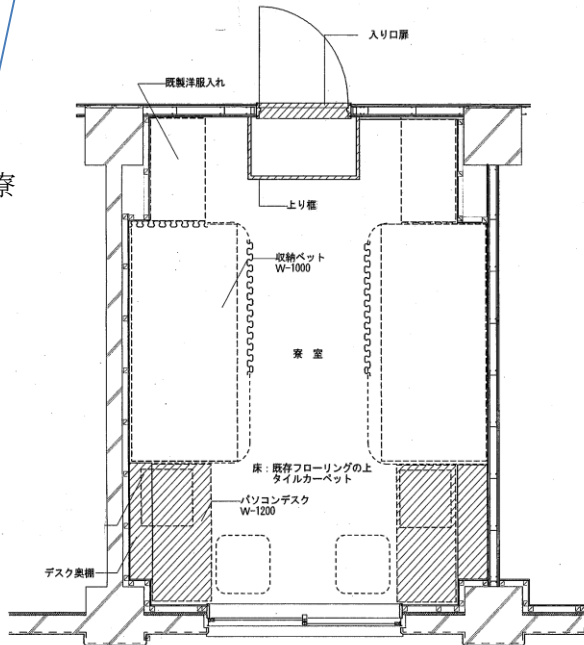 入り口扉
既製洋服入れ
寮
上り框
収納ベット
W-1000
寮 室
床：既存フローリングの上
タイルカーペット
パソコンデスク
W-1200
デスク奥棚